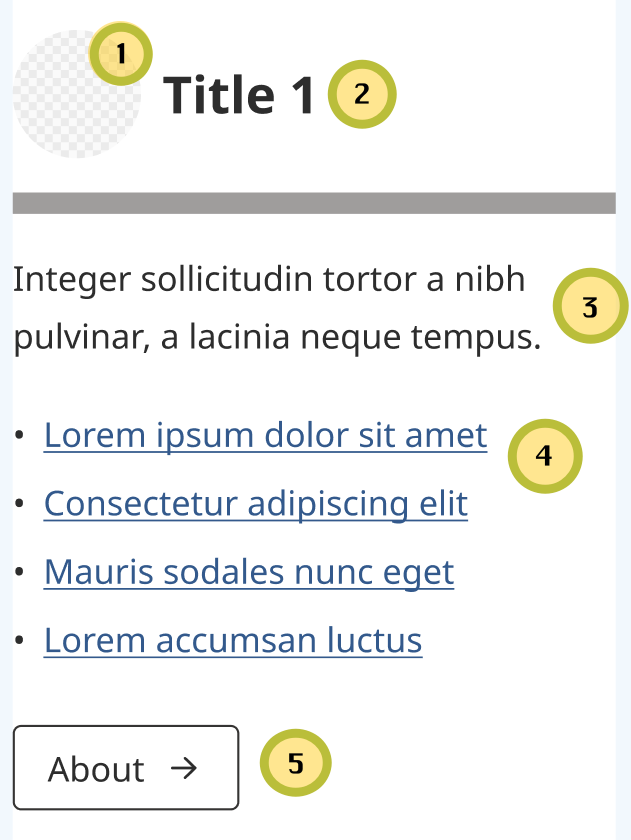 1
Title 1 2
Integer sollicitudin tortor a nibh
pulvinar, a lacinia neque tempus.
3
• Lorem ipsum dolor sit amet
4
• Consectetur adipiscing elit
• Mauris sodales nunc eget
• Lorem accumsan luctus
About → 5